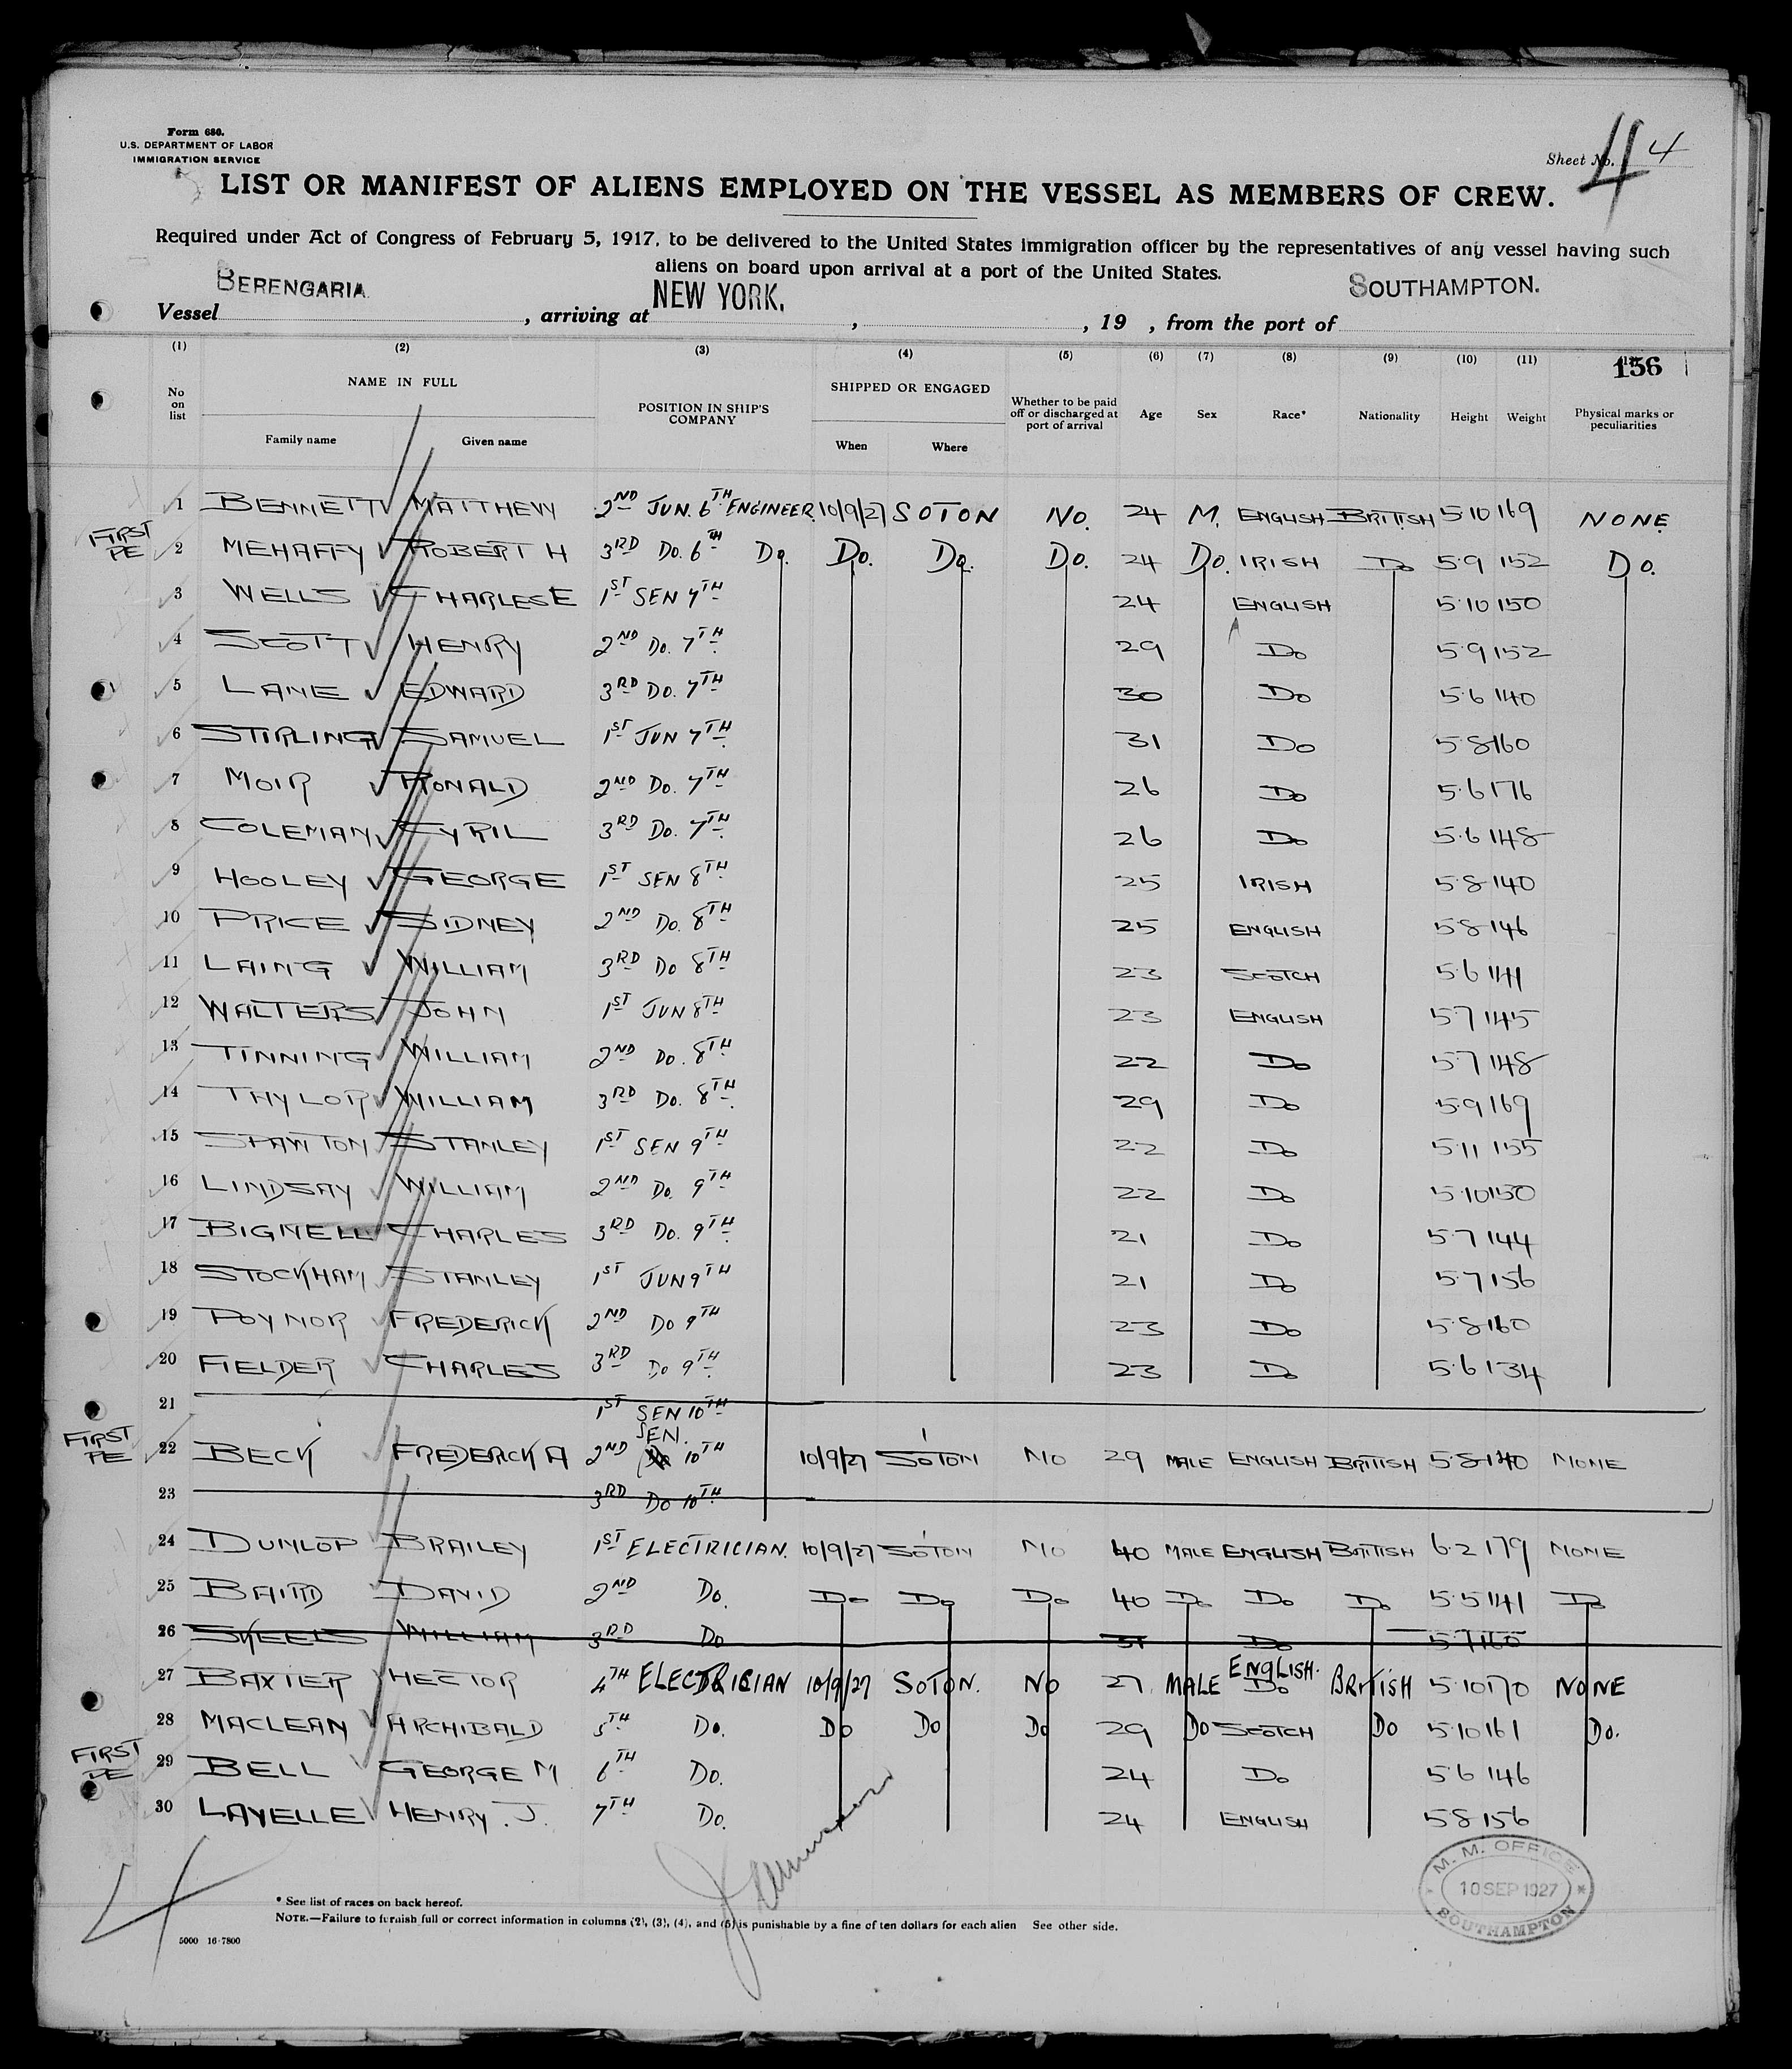 Form 680.
U.S. DEPARTMENT OF LABOR
IMMIGRATION SERVICE
Sheet No. 4
4
LIST OR MANIFEST OF ALIENS EMPLOYED ON THE VESSEL AS MEMBERS OF CREW.
Required under Act of Congress of February 5, 1917, to be delivered to the United States immigration officer by the representatives of any vessel having such
aliens on board upon arrival at a port of the United States.
Vessel BERENGARIA , arriving at NEW YORK. , , 19 , from the port of SOUTHAMPTON.
(1) (2) (3) (4) (5) (6) (7) (8) (9) (10) (11) 156
No on list NAME IN FULL POSITION IN SHIP'S COMPANY SHIPPED OR ENGAGED Whether to be paid off or discharged at port of arrival Age Sex Race* Nationality Height Weight Physical marks or peculiarities
Family name Given name When Where
1 BENNETT MATTHEW 2ND JUN. 6TH ENGINEER 10/9/27 SOTON NO. 24 M. ENGLISH BRITISH 5.10 169 NONE
FIRST PE 2 MEHAFFY ROBERT H 3RD DO. 6TH DO. DO. DO. DO. 24 DO. IRISH DO 5.9 152 DO.
3 WELLS CHARLES E 1ST SEN 7TH 24 ENGLISH 5.10 150
4 SCOTT HENRY 2ND DO. 7TH 29 DO 5.9 152
5 LANE EDWARD 3RD DO. 7TH 30 DO 5.6 140
6 STIRLING SAMUEL 1ST JUN 7TH 31 DO 5.8 160
7 MOIR RONALD 2ND DO. 7TH 26 DO 5.6 176
8 COLEMAN CYRIL 3RD DO. 7TH 26 DO 5.6 148
9 HOOLEY GEORGE 1ST SEN 8TH 25 IRISH 5.8 140
10 PRICE SIDNEY 2ND DO. 8TH 25 ENGLISH 5.8 146
11 LAING WILLIAM 3RD DO 8TH 23 SCOTCH 5.6 141
12 WALTERS JOHN 1ST JUN 8TH 23 ENGLISH 5.7 145
13 TINNING WILLIAM 2ND DO. 8TH 22 DO 5.7 148
14 TAYLOR WILLIAM 3RD DO. 8TH 29 DO 5.9 169
15 STANTON STANLEY 1ST SEN 9TH 22 DO 5.11 155
16 LINDSAY WILLIAM 2ND DO. 9TH 22 DO 5.10 150
17 BIGNELL CHARLES 3RD DO. 9TH 21 DO 5.7 144
18 STOCKHAM STANLEY 1ST JUN 9TH 21 DO 5.7 156
19 POYNOR FREDERICK 2ND DO 9TH 23 DO 5.8 160
20 FIELDER CHARLES 3RD DO 9TH 23 DO 5.6 134
21 1ST SEN 10TH
FIRST PE 22 BECK FREDERCK A 2ND SEN. 10TH 10/9/27 SOTON NO 29 MALE ENGLISH BRITISH 5.8 140 NONE
23 3RD DO 10TH
24 DUNLOP BRAILEY 1ST ELECTRICIAN. 10/9/27 SOTON NO 40 MALE ENGLISH BRITISH 6.2 179 NONE
25 BAIRD DAVID 2ND DO. DO DO DO 40 DO DO DO 5.5 141 DO
26 SKEELS WILLIAM 3RD DO 31 DO 5.7 160
27 BAXTER HECTOR 4TH ELECTRICIAN 10/9/27 SOTON. NO 27 MALE ENGLISH. BRITISH 5.10 170 NONE
28 MACLEAN ARCHIBALD 5TH DO. DO DO DO 29 DO SCOTCH DO 5.10 161 DO.
FIRST PE 29 BELL GEORGE M 6TH DO. 24 DO 5.6 146
30 LAVELLE HENRY. J. 7TH DO. 24 ENGLISH 5.8 156
4
M. M. OFFICE
10 SEP 1927
SOUTHAMPTON
* See list of races on back hereof.
NOTE.—Failure to furnish full or correct information in columns (2), (3), (4), and (5) is punishable by a fine of ten dollars for each alien See other side.
5000 16-7800